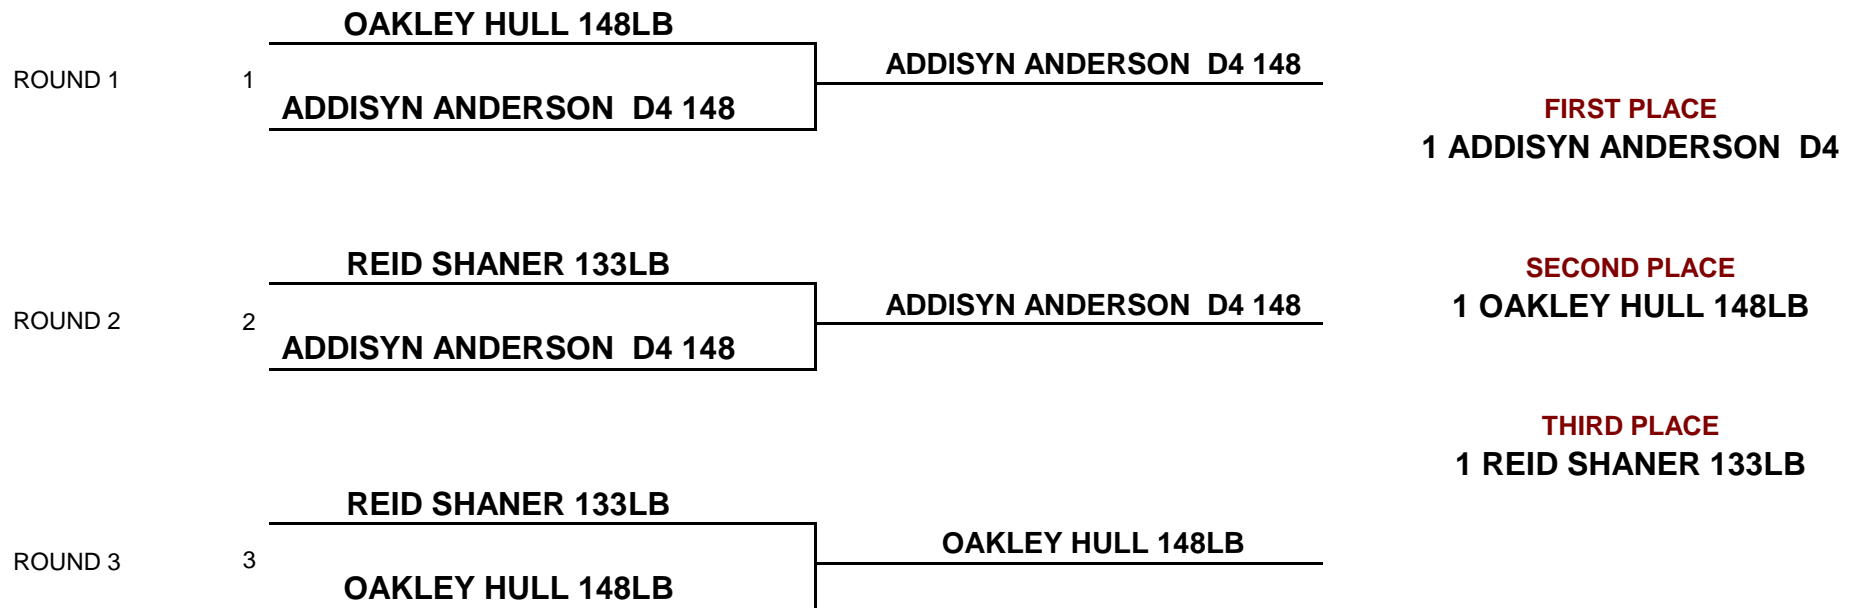 OAKLEY HULL 148LB
ROUND 1 1 ADDISYN ANDERSON  D4 148
ADDISYN ANDERSON  D4 148
FIRST PLACE
1 ADDISYN ANDERSON  D4
REID SHANER 133LB
SECOND PLACE
ROUND 2 2 ADDISYN ANDERSON  D4 148
1 OAKLEY HULL 148LB
ADDISYN ANDERSON  D4 148
THIRD PLACE
1 REID SHANER 133LB
REID SHANER 133LB
ROUND 3 3 OAKLEY HULL 148LB
OAKLEY HULL 148LB